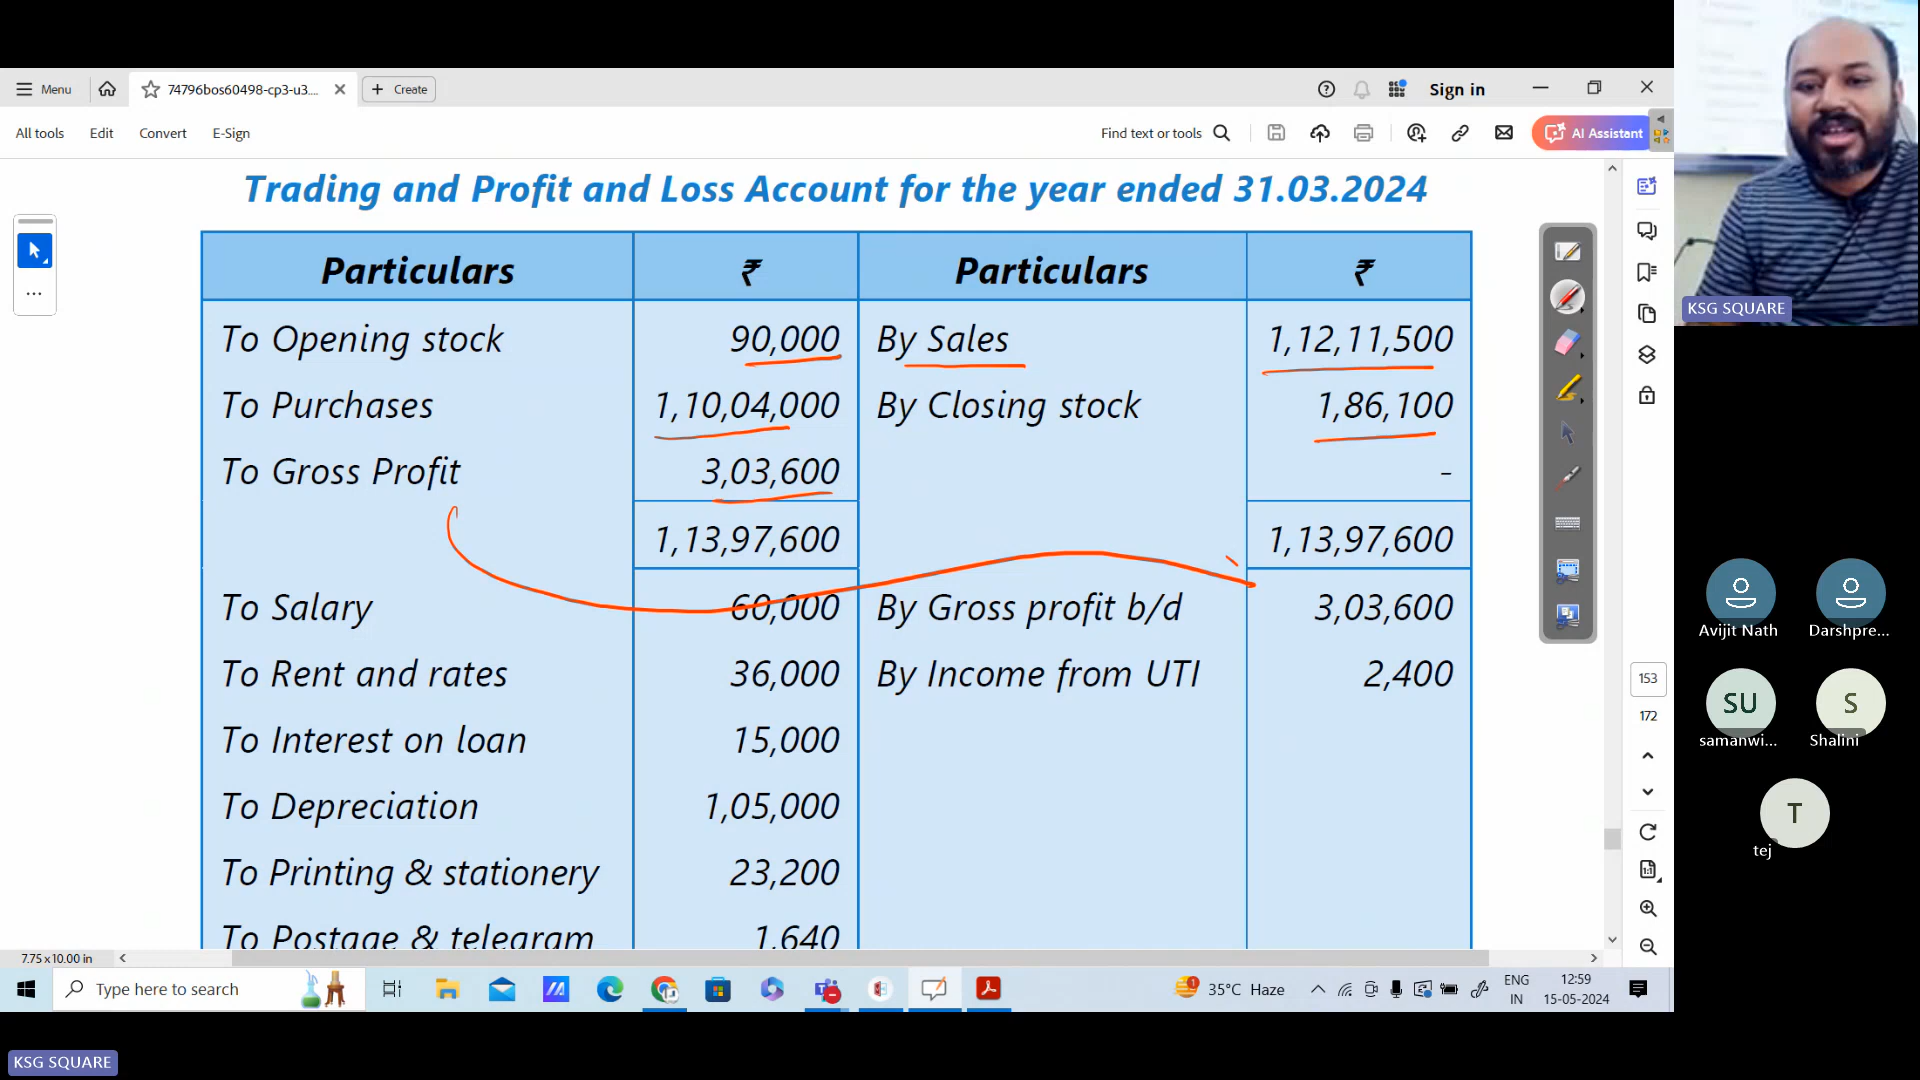 Menu
74796bos60498-cp3-u3...
Create
Sign in
All tools Edit Convert E-Sign
Find text or tools
AI Assistant
KSG SQUARE
Trading and Profit and Loss Account for the year ended 31.03.2024
Particulars ₹ Particulars ₹
To Opening stock 90,000 By Sales 1,12,11,500
To Purchases 1,10,04,000 By Closing stock 1,86,100
To Gross Profit 3,03,600 -
1,13,97,600 1,13,97,600
To Salary 60,000 By Gross profit b/d 3,03,600
To Rent and rates 36,000 By Income from UTI 2,400
To Interest on loan 15,000
To Depreciation 1,05,000
To Printing & stationery 23,200
To Postage & telegram 1,640
153
172
1:1
Avijit Nath Darshpre...
SU S
samanwi... Shalini
T
tej
7.75 x 10.00 in
Type here to search
1
35°C Haze
ENG
IN
12:59
15-05-2024
KSG SQUARE